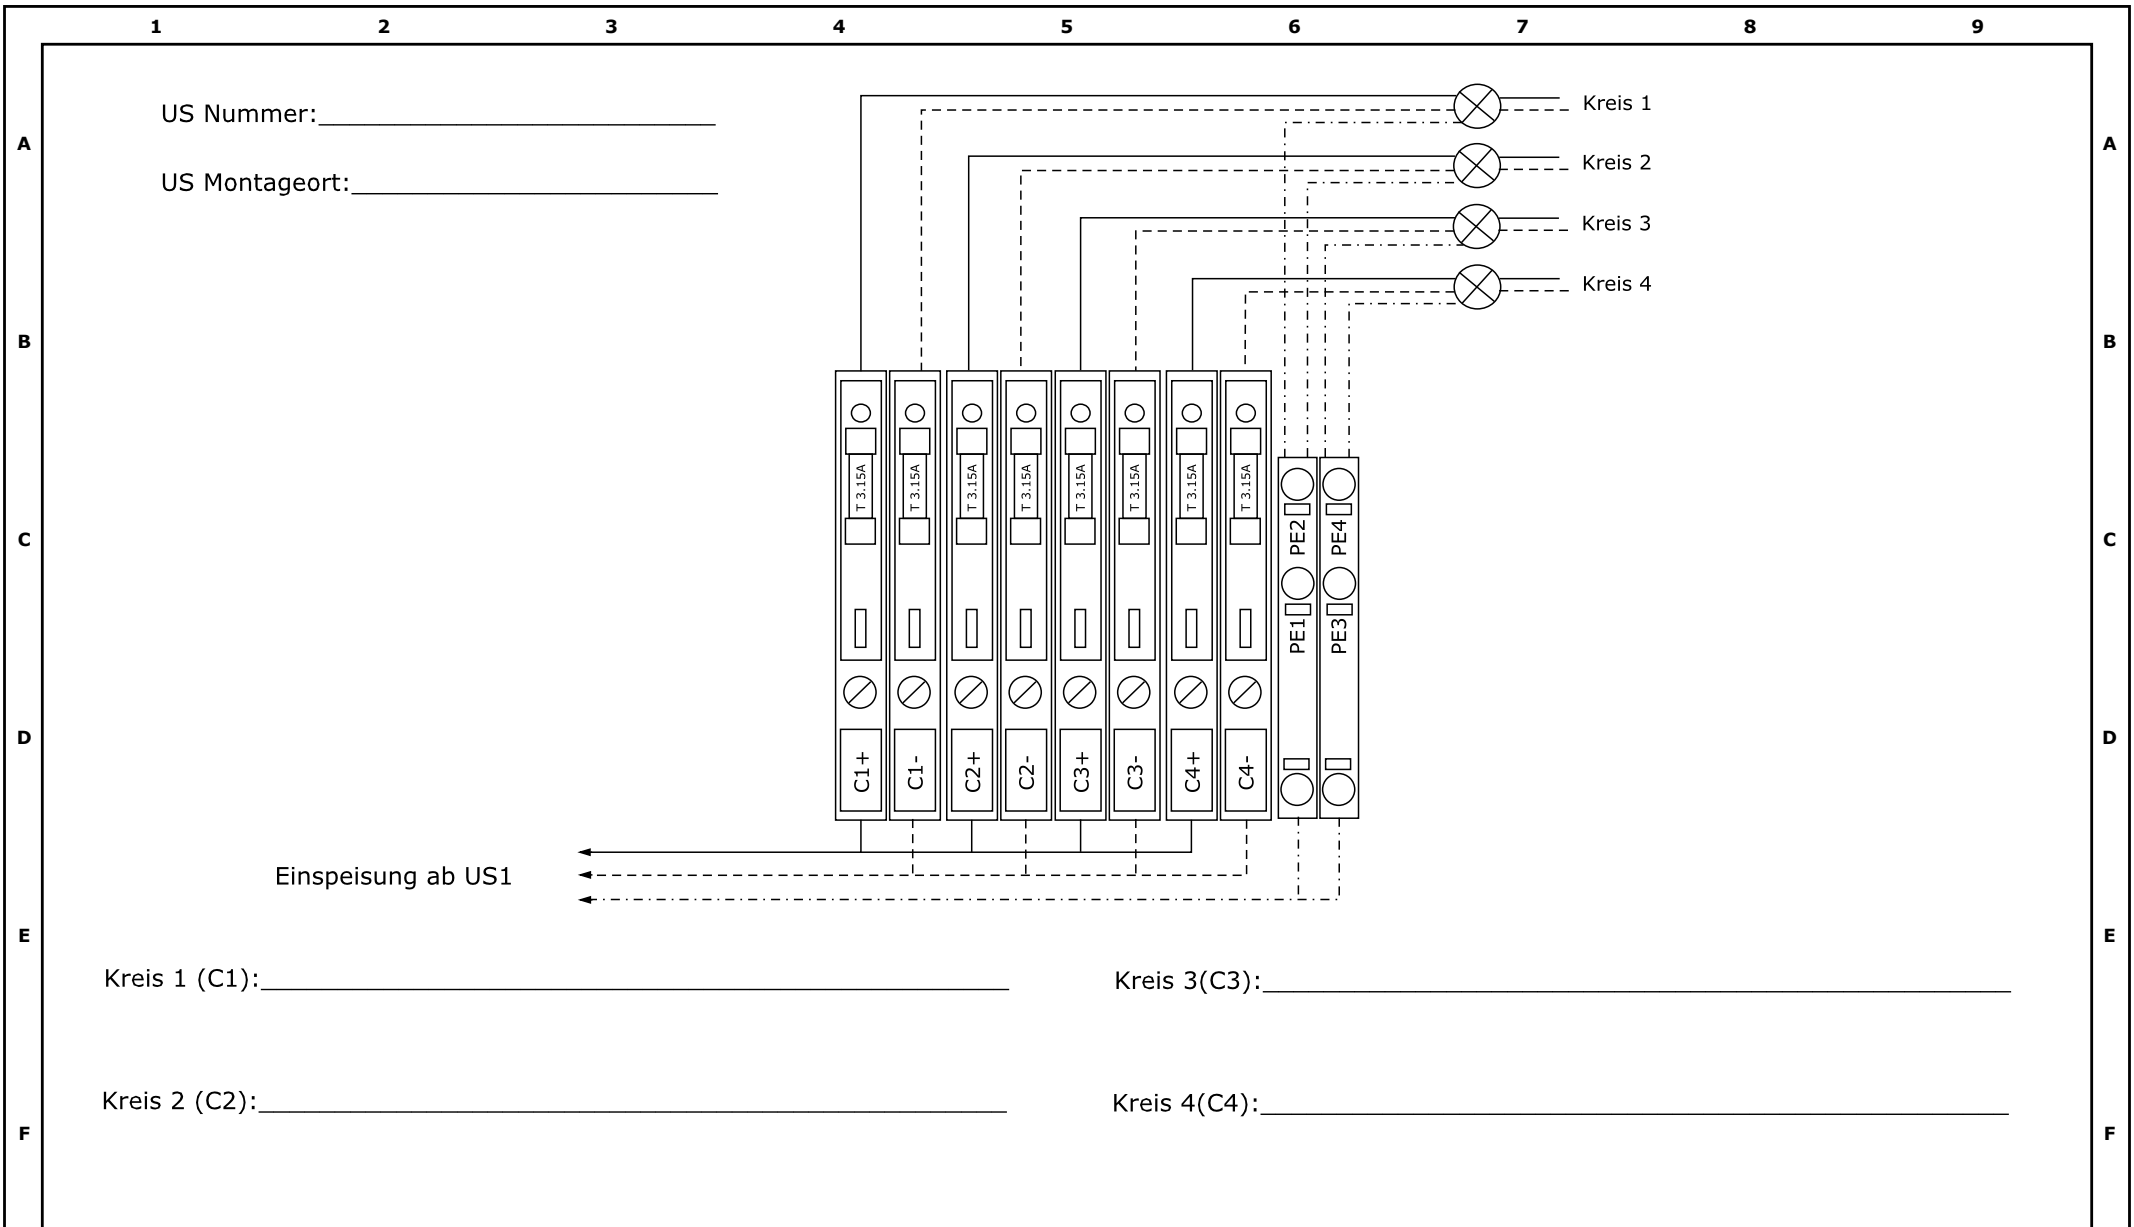 1 2 3 4 5 6 7 8 9
US Nummer:
Kreis 1
A A
Kreis 2
US Montageort:
Kreis 3
Kreis 4
B B
T 3.15A T 3.15A T 3.15A T 3.15A T 3.15A T 3.15A T 3.15A T 3.15A
PE2 PE4
C C
PE1 PE3
D D
C1+ C1- C2+ C2- C3+ C3- C4+ C4-
Einspeisung ab US1
E E
Kreis 1 (C1): Kreis 3(C3):
Kreis 2 (C2): Kreis 4(C4):
F F